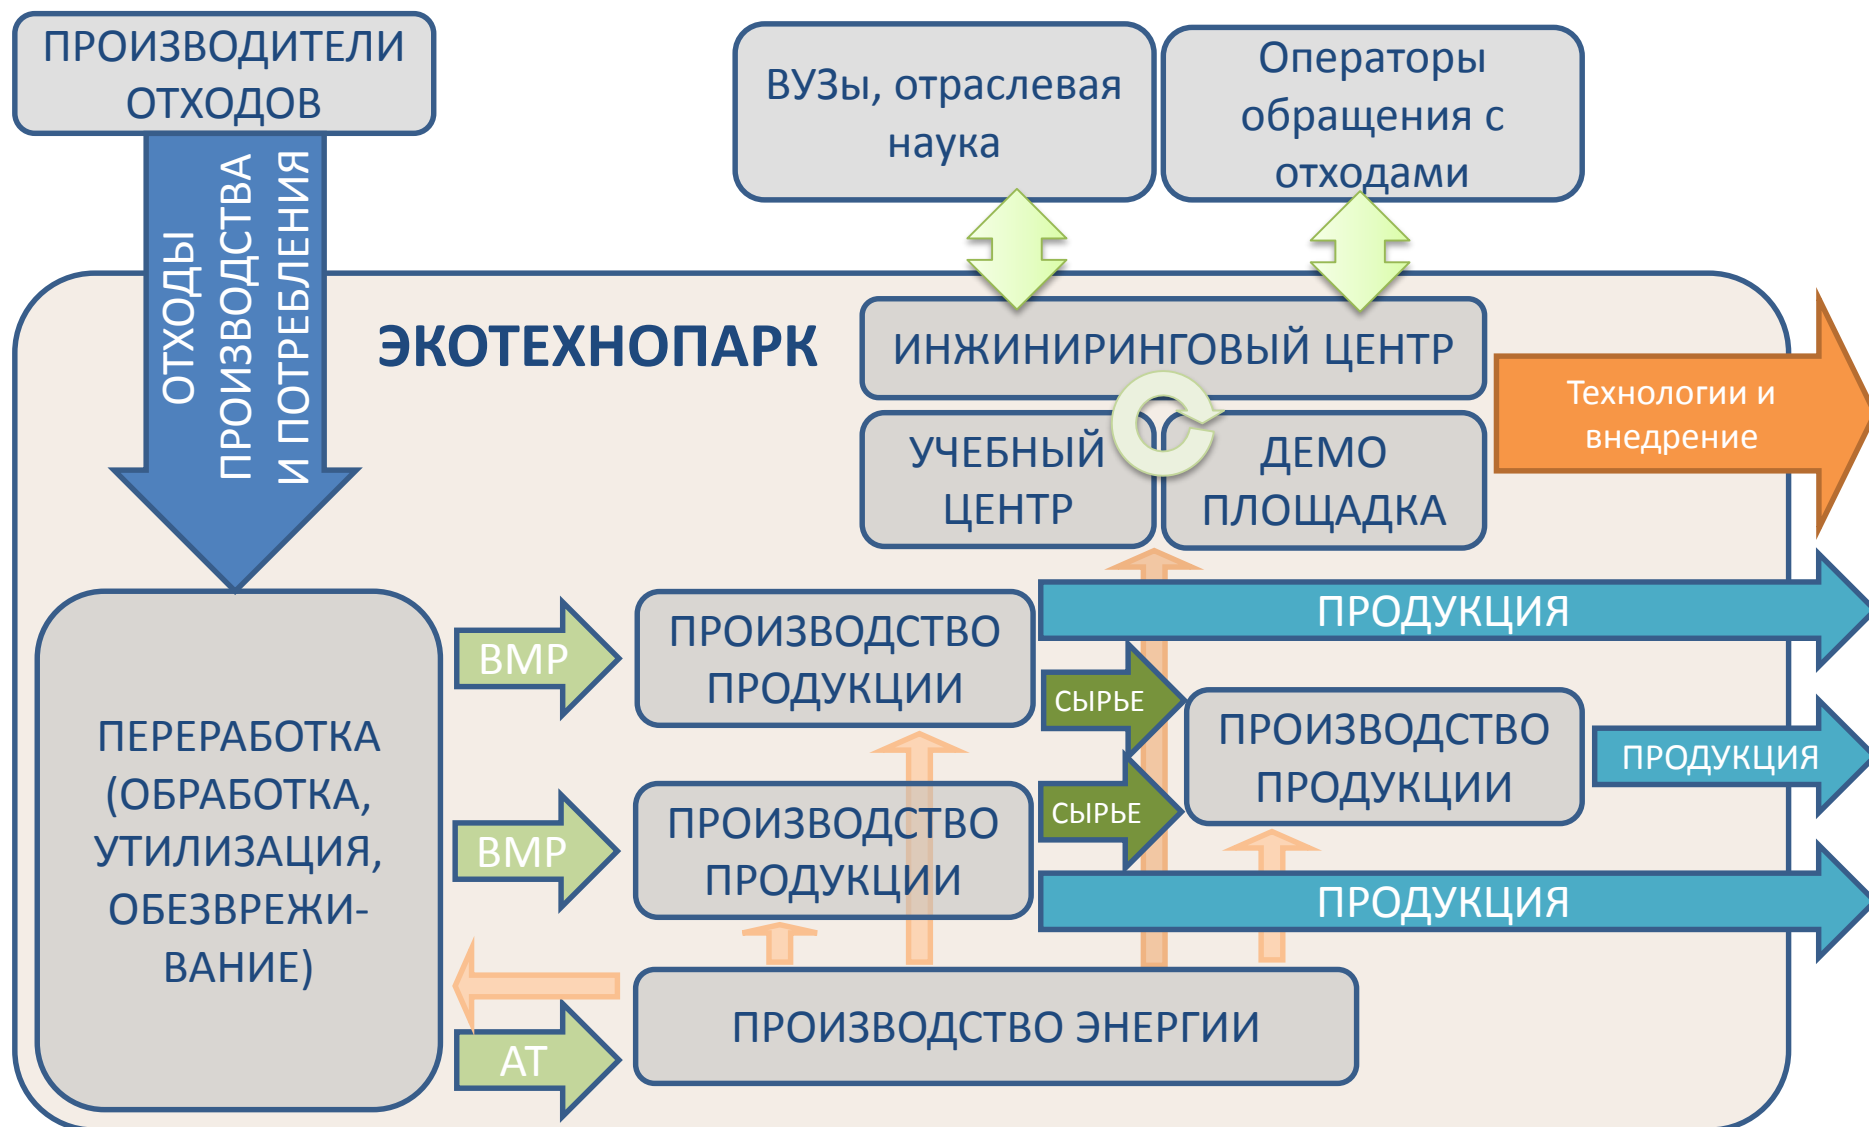 ПРОИЗВОДИТЕЛИ
ОТХОДОВ
ВУЗы, отраслевая
наука
Операторы
обращения с
отходами
ОТХОДЫ
ПРОИЗВОДСТВА
И ПОТРЕБЛЕНИЯ
ЭКОТЕХНОПАРК
ИНЖИНИРИНГОВЫЙ ЦЕНТР
УЧЕБНЫЙ
ЦЕНТР
ДЕМО
ПЛОЩАДКА
Технологии и
внедрение
ПЕРЕРАБОТКА
(ОБРАБОТКА,
УТИЛИЗАЦИЯ,
ОБЕЗВРЕЖИ-
ВАНИЕ)
ВМР
ПРОИЗВОДСТВО
ПРОДУКЦИИ
ПРОДУКЦИЯ
СЫРЬЕ
ПРОИЗВОДСТВО
ПРОДУКЦИИ
ПРОДУКЦИЯ
ВМР
ПРОИЗВОДСТВО
ПРОДУКЦИИ
СЫРЬЕ
ПРОДУКЦИЯ
АТ
ПРОИЗВОДСТВО ЭНЕРГИИ